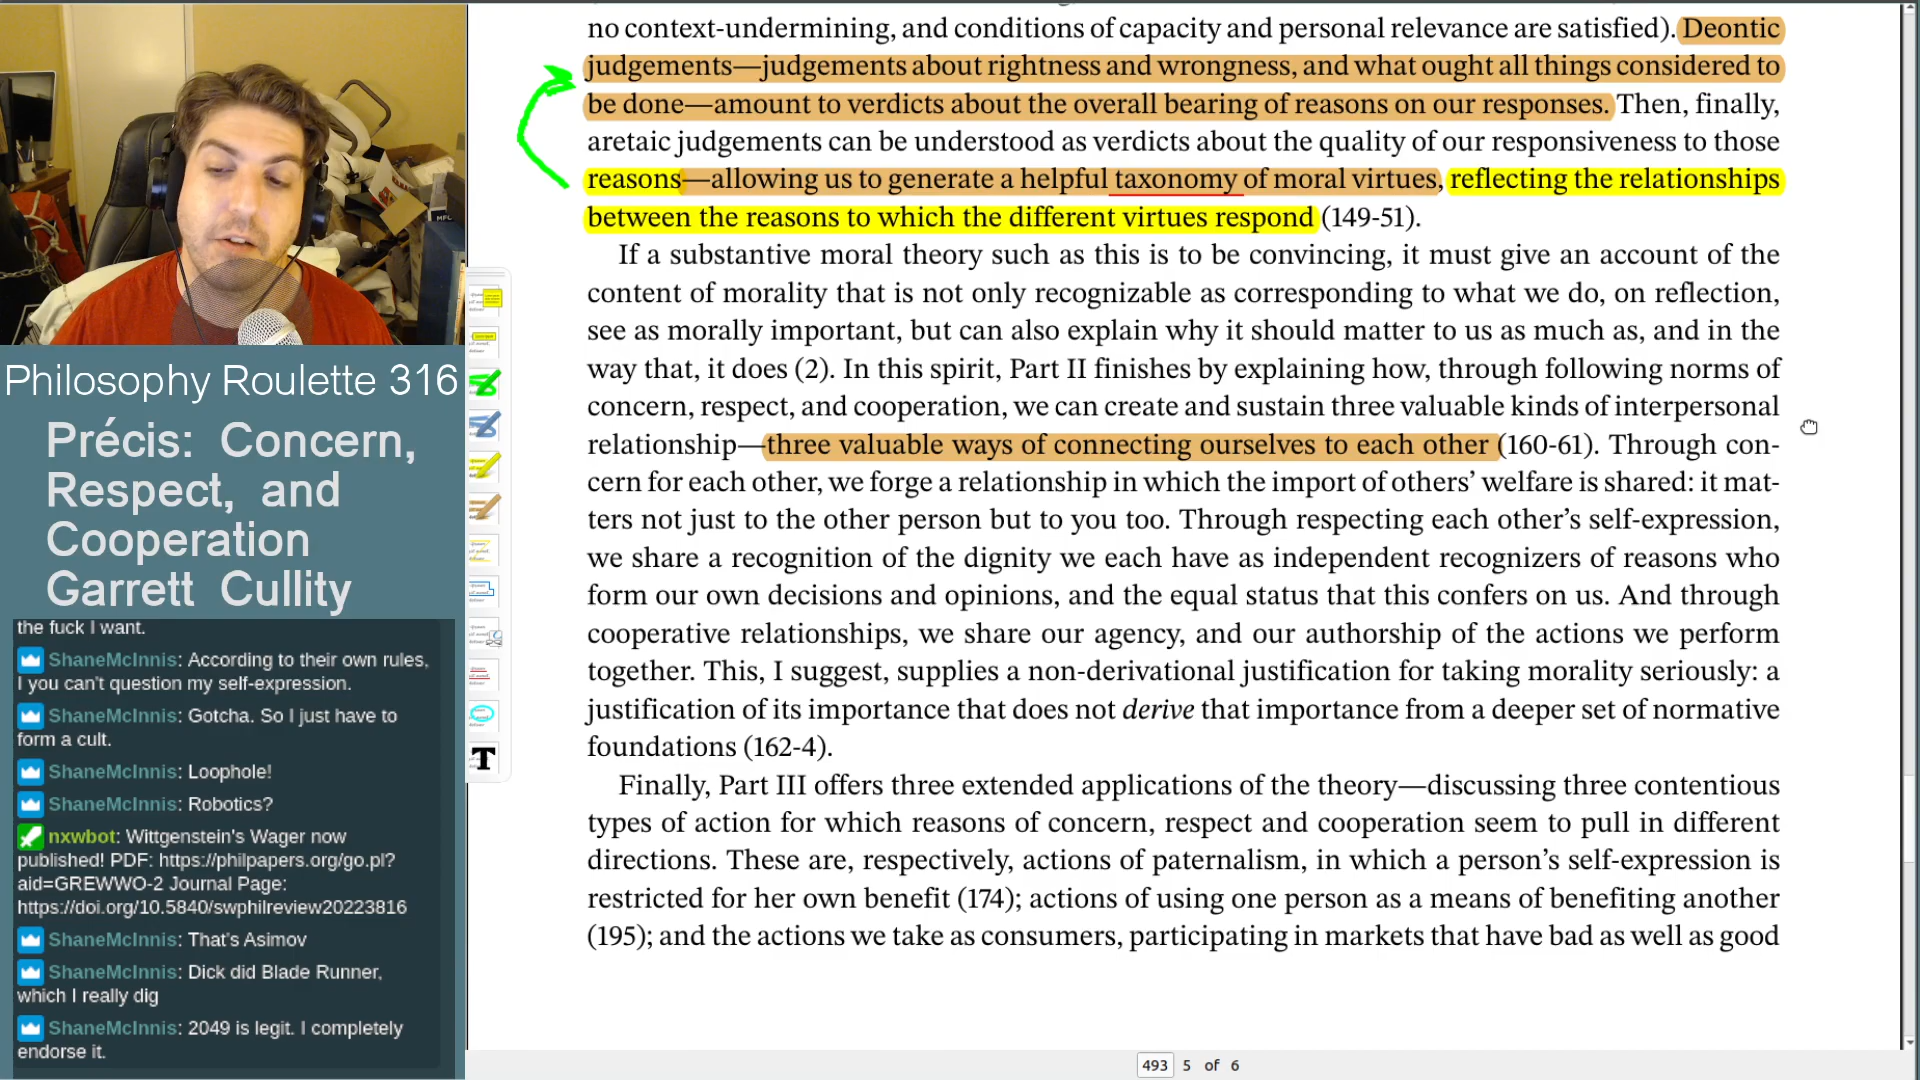 no context-undermining, and conditions of capacity and personal relevance are satisfied). Deontic
judgements—judgements about rightness and wrongness, and what ought all things considered to
be done—amount to verdicts about the overall bearing of reasons on our responses. Then, finally,
aretaic judgements can be understood as verdicts about the quality of our responsiveness to those
reasons—allowing us to generate a helpful taxonomy of moral virtues, reflecting the relationships
between the reasons to which the different virtues respond (149-51).
If a substantive moral theory such as this is to be convincing, it must give an account of the
content of morality that is not only recognizable as corresponding to what we do, on reflection,
see as morally important, but can also explain why it should matter to us as much as, and in the
way that, it does (2). In this spirit, Part II finishes by explaining how, through following norms of
concern, respect, and cooperation, we can create and sustain three valuable kinds of interpersonal
relationship—three valuable ways of connecting ourselves to each other (160-61). Through con-
cern for each other, we forge a relationship in which the import of others' welfare is shared: it mat-
ters not just to the other person but to you too. Through respecting each other's self-expression,
we share a recognition of the dignity we each have as independent recognizers of reasons who
form our own decisions and opinions, and the equal status that this confers on us. And through
cooperative relationships, we share our agency, and our authorship of the actions we perform
together. This, I suggest, supplies a non-derivational justification for taking morality seriously: a
justification of its importance that does not derive that importance from a deeper set of normative
foundations (162-4).
Finally, Part III offers three extended applications of the theory—discussing three contentious
types of action for which reasons of concern, respect and cooperation seem to pull in different
directions. These are, respectively, actions of paternalism, in which a person's self-expression is
restricted for her own benefit (174); actions of using one person as a means of benefiting another
(195); and the actions we take as consumers, participating in markets that have bad as well as good
493 5 of 6
T
Philosophy Roulette 316
Précis: Concern,
Respect, and
Cooperation
Garrett Cullity
the fuck I want.
ShaneMcInnis: According to their own rules,
I you can't question my self-expression.
ShaneMcInnis: Gotcha. So I just have to
form a cult.
ShaneMcInnis: Loophole!
ShaneMcInnis: Robotics?
nxwbot: Wittgenstein's Wager now
published! PDF: https://philpapers.org/go.pl?
aid=GREWWO-2 Journal Page:
https://doi.org/10.5840/swphilreview20223816
ShaneMcInnis: That's Asimov
ShaneMcInnis: Dick did Blade Runner,
which I really dig
ShaneMcInnis: 2049 is legit. I completely
endorse it.